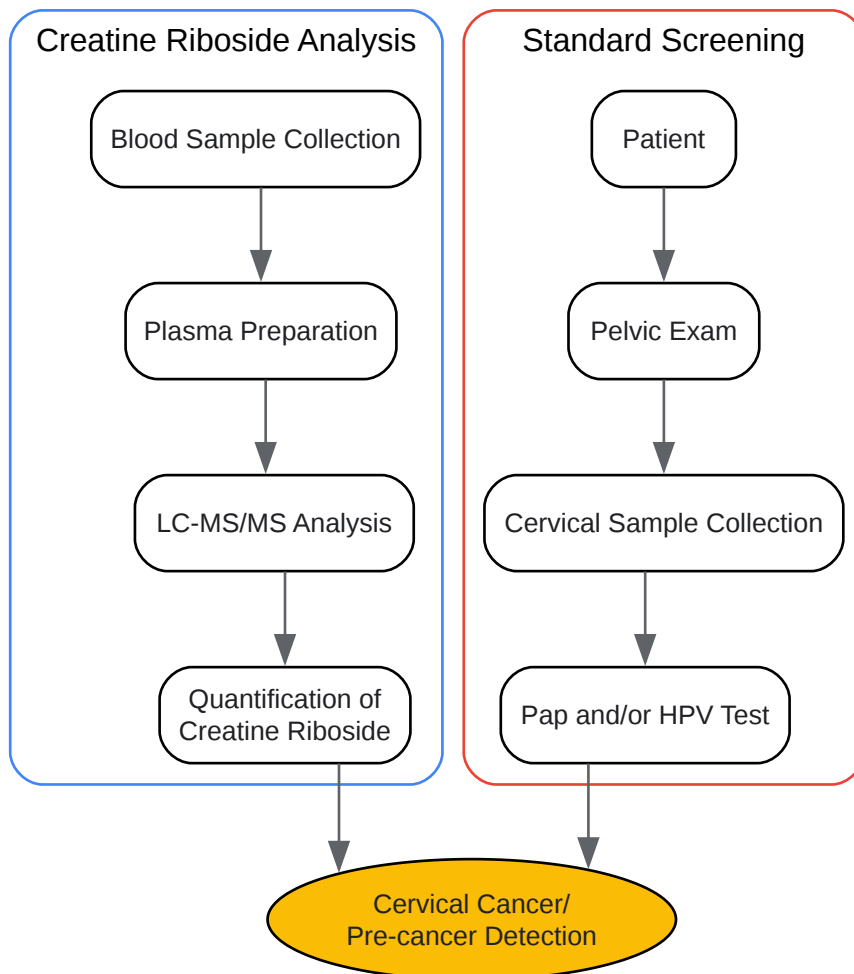 Creatine Riboside Analysis
Blood Sample Collection
Plasma Preparation
LC-MS/MS Analysis
Quantification of
Creatine Riboside
Standard Screening
Patient
Pelvic Exam
Cervical Sample Collection
Pap and/or HPV Test
Cervical Cancer/
Pre-cancer Detection